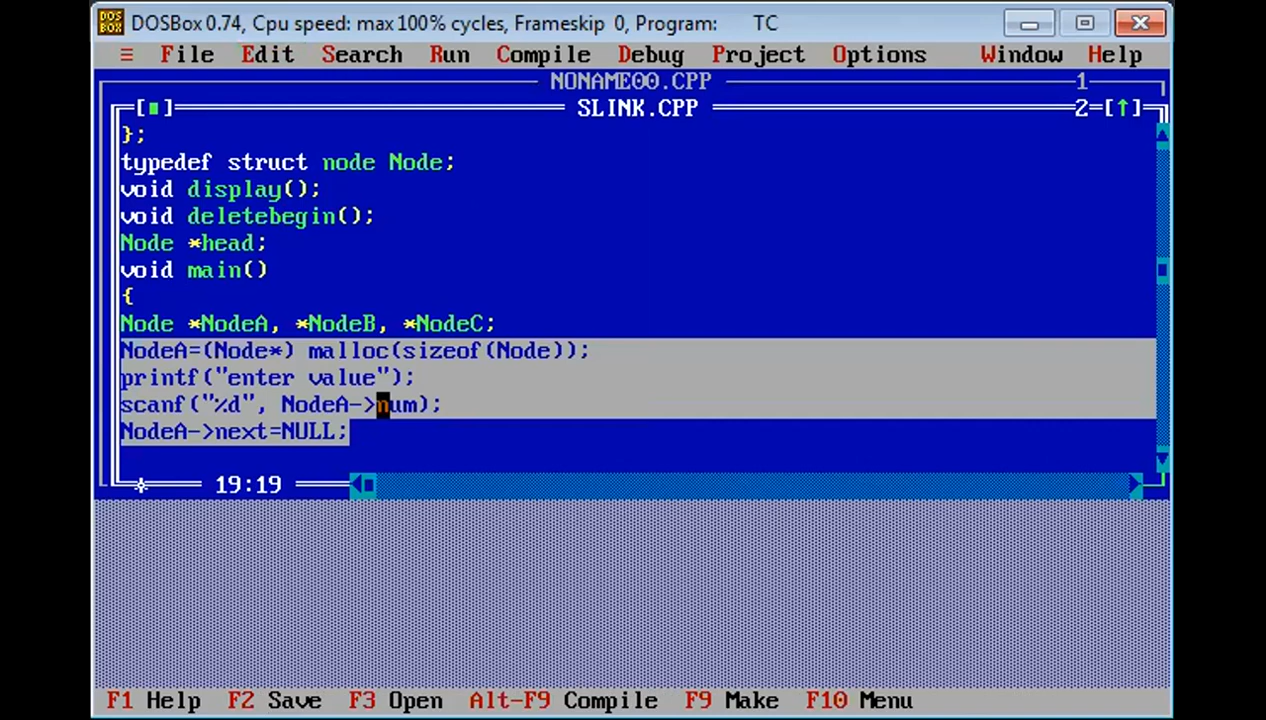 DOSBox 0.74, Cpu speed: max 100% cycles, Frameskip 0, Program: TC
≡ File Edit Search Run Compile Debug Project Options Window Help
NONAME00.CPP 1
[■] SLINK.CPP 2=[↑]
};
typedef struct node Node;
void display();
void deletebegin();
Node *head;
void main()
{
Node *NodeA, *NodeB, *NodeC;
NodeA=(Node*) malloc(sizeof(Node));
printf("enter value");
scanf("%d", NodeA->num);
NodeA->next=NULL;
19:19
F1 Help F2 Save F3 Open Alt-F9 Compile F9 Make F10 Menu